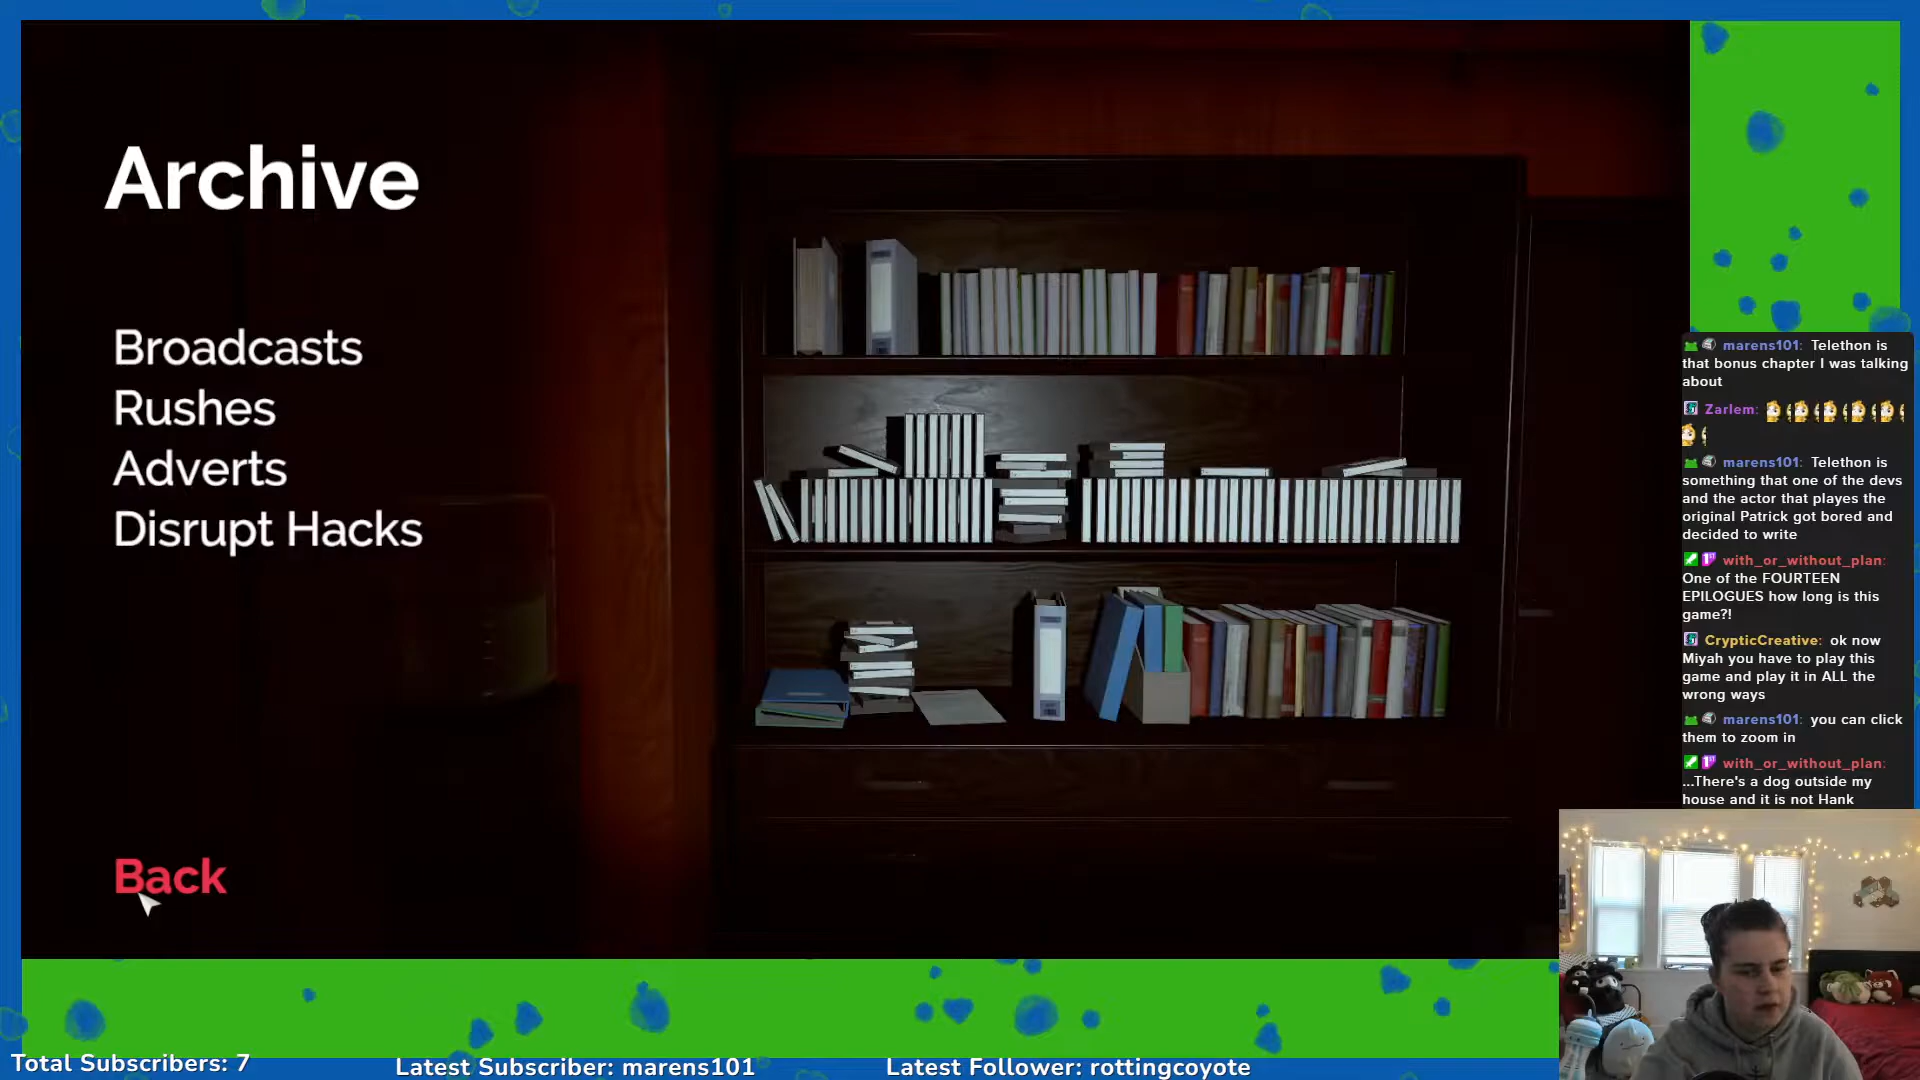 Archive
Broadcasts
Rushes
Adverts
Disrupt Hacks
Back
marens101: Telethon is
that bonus chapter I was talking
about
Zarlem:
marens101: Telethon is
something that one of the devs
and the actor that playes the
original Patrick got bored and
decided to write
with_or_without_plan:
One of the FOURTEEN
EPILOGUES how long is this
game?!
CrypticCreative: ok now
Miyah you have to play this
game and play it in ALL the
wrong ways
marens101: you can click
them to zoom in
with_or_without_plan:
...There's a dog outside my
house and it is not Hank
Total Subscribers: 7
Latest Subscriber: marens101
Latest Follower: rottingcoyote